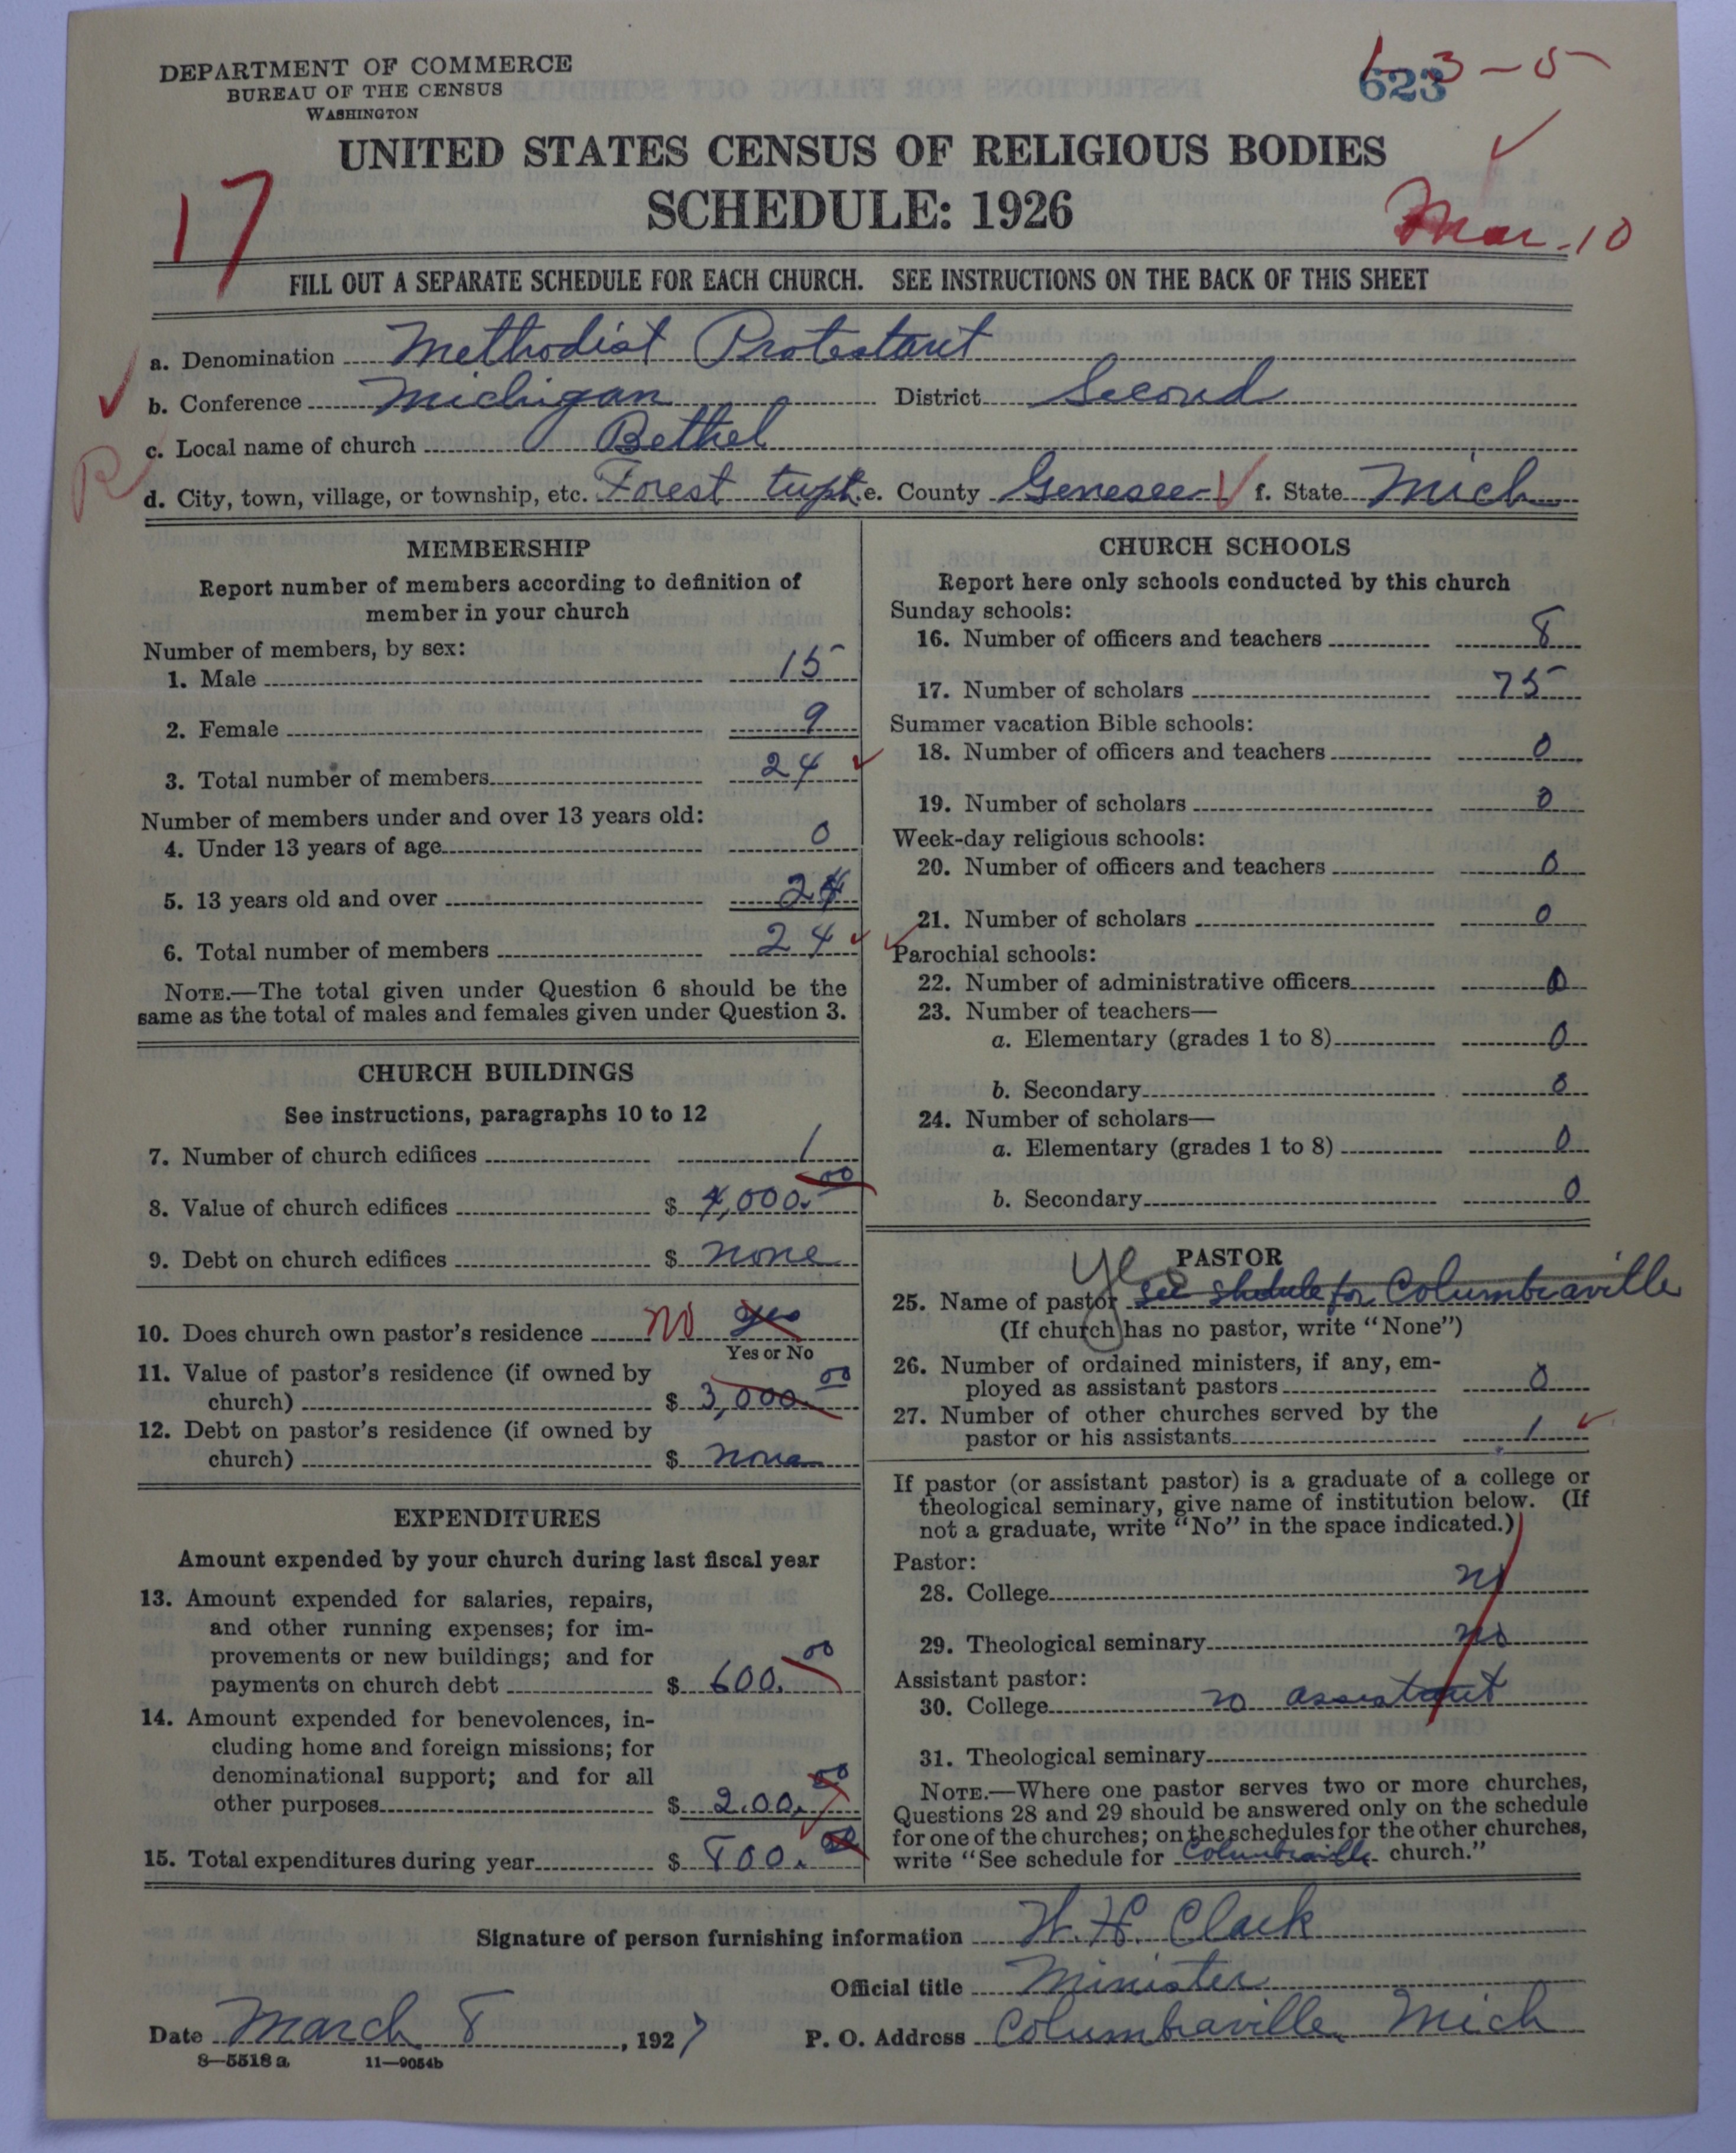 DEPARTMENT OF COMMERCE
BUREAU OF THE CENSUS
WASHINGTON
623
1-3-5
UNITED STATES CENSUS OF RELIGIOUS BODIES
SCHEDULE: 1926
17
Mar-10
FILL OUT A SEPARATE SCHEDULE FOR EACH CHURCH. SEE INSTRUCTIONS ON THE BACK OF THIS SHEET
a. Denomination Methodist Protestant
b. Conference Michigan District Second
R
c. Local name of church Bethel
d. City, town, village, or township, etc. Forest twpt. e. County Genesee f. State Mich
MEMBERSHIP
Report number of members according to definition of
member in your church
Number of members, by sex:
1. Male 15
2. Female 9
3. Total number of members 24
Number of members under and over 13 years old:
4. Under 13 years of age 0
5. 13 years old and over 24
6. Total number of members 24
NOTE.—The total given under Question 6 should be the
same as the total of males and females given under Question 3.
CHURCH BUILDINGS
See instructions, paragraphs 10 to 12
7. Number of church edifices 1
8. Value of church edifices $ 4,000.00
9. Debt on church edifices $ none
10. Does church own pastor's residence No yes
Yes or No
11. Value of pastor's residence (if owned by
church) $ 3,000 00
12. Debt on pastor's residence (if owned by
church) $ none
EXPENDITURES
Amount expended by your church during last fiscal year
13. Amount expended for salaries, repairs,
and other running expenses; for im-
provements or new buildings; and for
payments on church debt $ 600.00
14. Amount expended for benevolences, in-
cluding home and foreign missions; for
denominational support; and for all
other purposes $ 2.00.00
15. Total expenditures during year $ 800.00
CHURCH SCHOOLS
Report here only schools conducted by this church
Sunday schools:
16. Number of officers and teachers 8
17. Number of scholars 75
Summer vacation Bible schools:
18. Number of officers and teachers 0
19. Number of scholars 0
Week-day religious schools:
20. Number of officers and teachers 0
21. Number of scholars 0
Parochial schools:
22. Number of administrative officers 0
23. Number of teachers—
a. Elementary (grades 1 to 8) 0
b. Secondary 0
24. Number of scholars—
a. Elementary (grades 1 to 8) 0
b. Secondary 0
PASTOR
25. Name of pastor see shedule for Columbiaville
(If church has no pastor, write "None")
26. Number of ordained ministers, if any, em-
ployed as assistant pastors 0
27. Number of other churches served by the
pastor or his assistants 1
If pastor (or assistant pastor) is a graduate of a college or
theological seminary, give name of institution below. (If
not a graduate, write "No" in the space indicated.)
Pastor:
28. College no
29. Theological seminary no
Assistant pastor:
30. College no assistant
31. Theological seminary
NOTE.—Where one pastor serves two or more churches,
Questions 28 and 29 should be answered only on the schedule
for one of the churches; on the schedules for the other churches,
write "See schedule for Columbiaville church."
Signature of person furnishing information W. H. Clark
Official title Minister
Date March 8, 1927 P. O. Address Columbiaville, Mich
8—5518 a 11—9054b